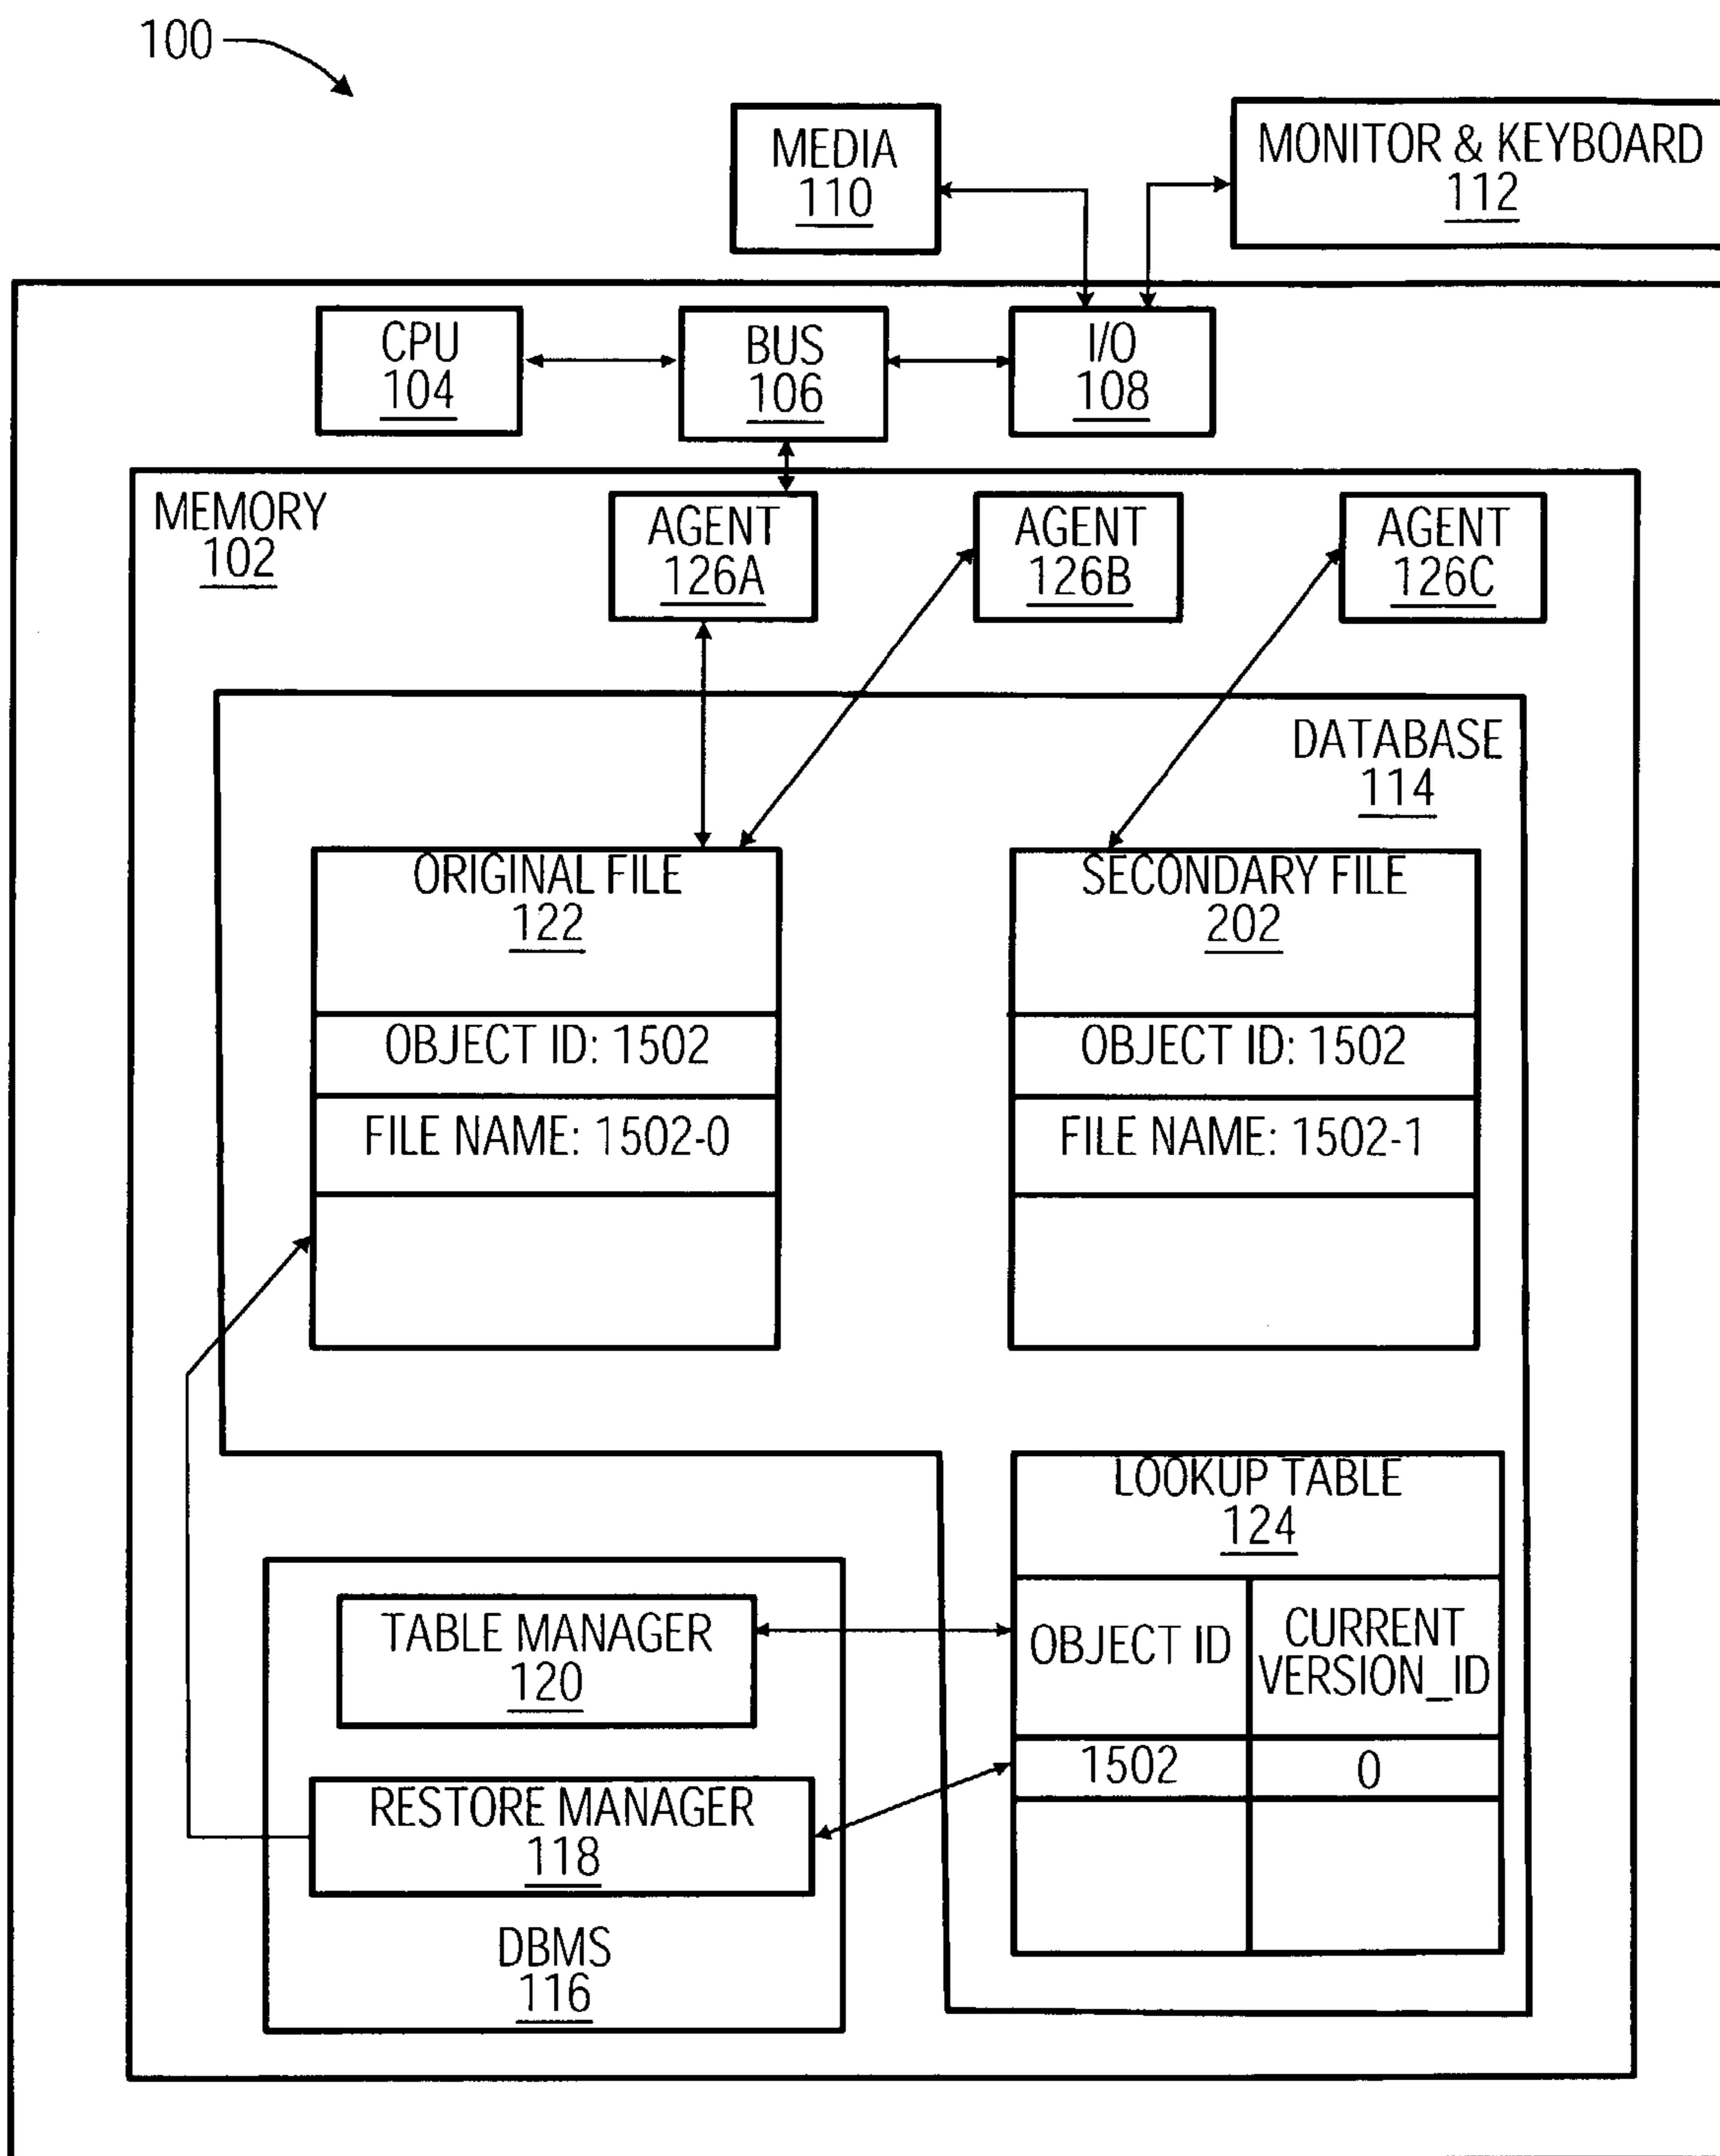 100
MEDIA
110
MONITOR & KEYBOARD
112
CPU
104
BUS
106
I/O
108
MEMORY
102
AGENT
126A
AGENT
126B
AGENT
126C
DATABASE
114
ORIGINAL FILE
122
OBJECT ID: 1502
FILE NAME: 1502-0
SECONDARY FILE
202
OBJECT ID: 1502
FILE NAME: 1502-1
LOOKUP TABLE
124
OBJECT ID
CURRENT
VERSION_ID
1502
0
TABLE MANAGER
120
RESTORE MANAGER
118
DBMS
116